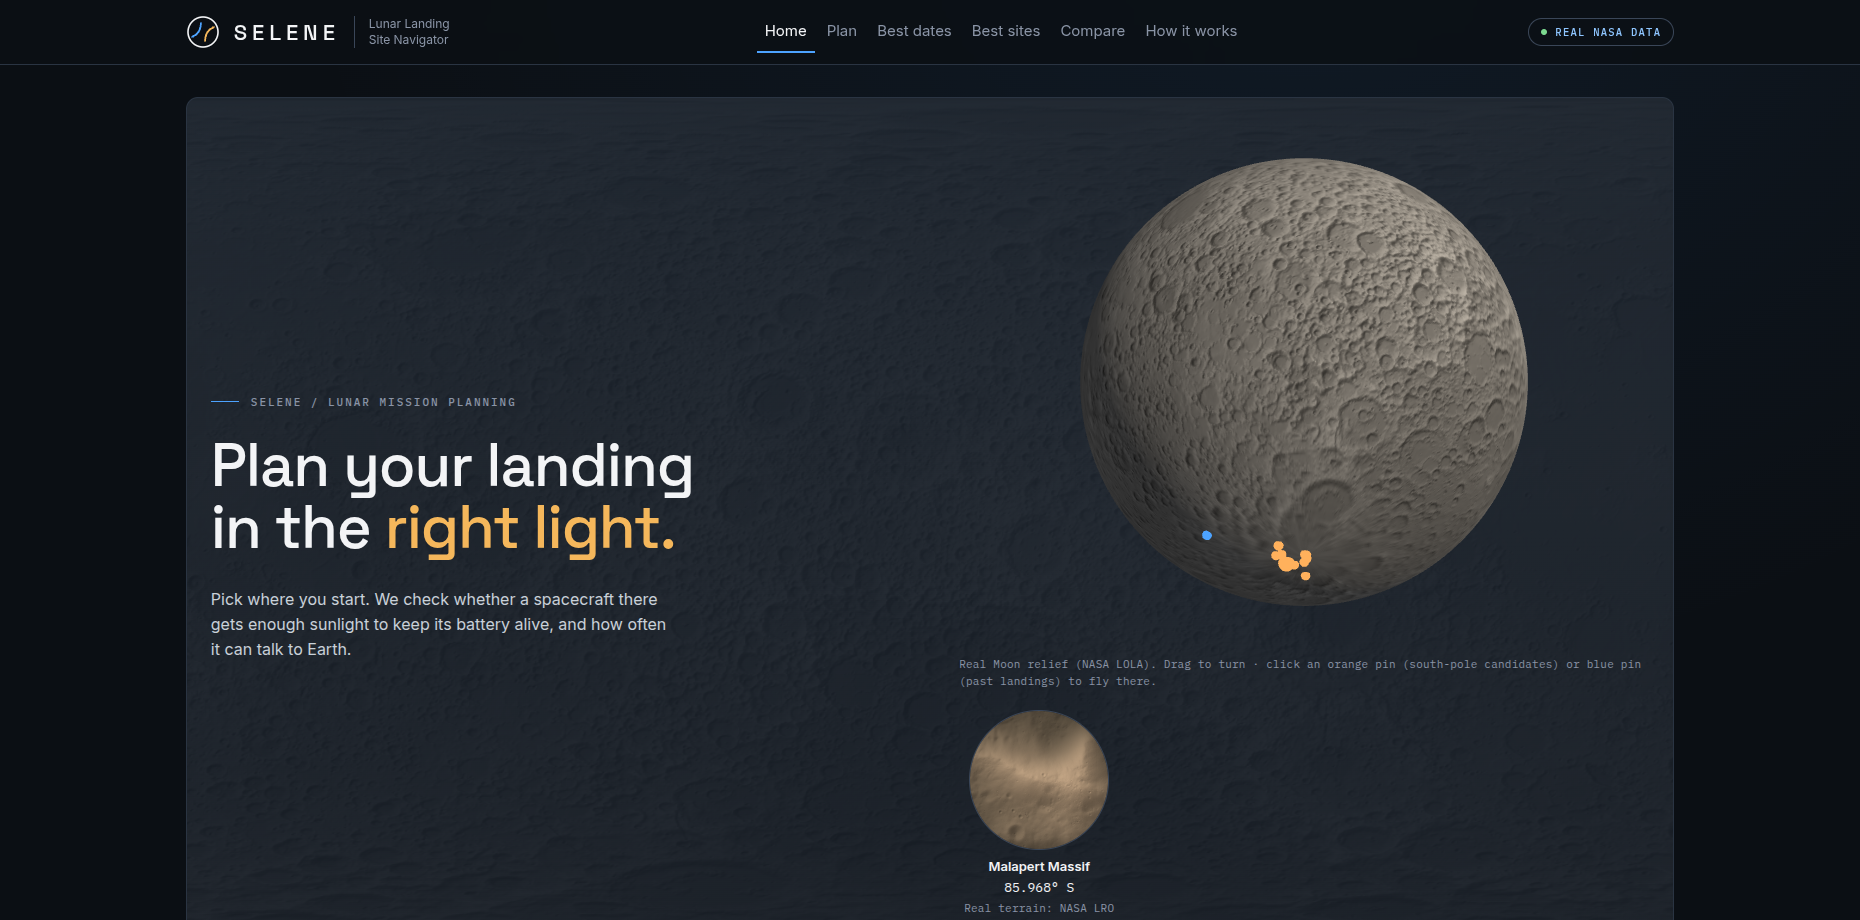 SELENE
Lunar Landing
Site Navigator
Home Plan Best dates Best sites Compare How it works
REAL NASA DATA
SELENE / LUNAR MISSION PLANNING
Plan your landing
in the right light.
Pick where you start. We check whether a spacecraft there
gets enough sunlight to keep its battery alive, and how often
it can talk to Earth.
Real Moon relief (NASA LOLA). Drag to turn · click an orange pin (south-pole candidates) or blue pin
(past landings) to fly there.
Malapert Massif
85.968° S
Real terrain: NASA LRO